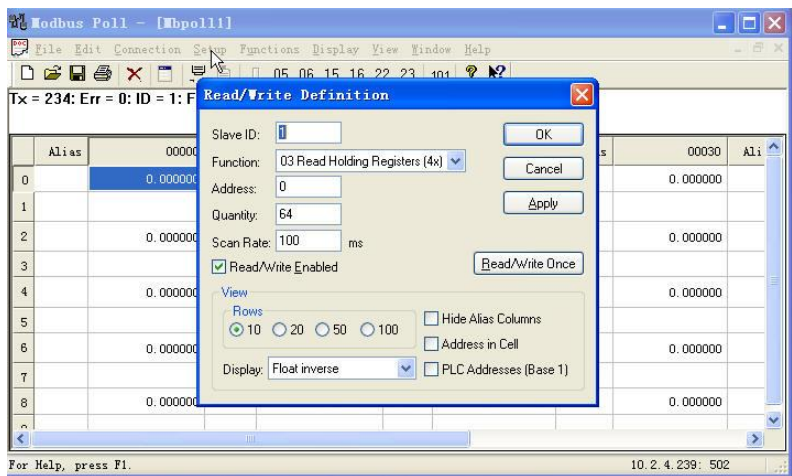 Modbus Poll - [Mbpoll1]
File Edit Connection Setup Functions Display View Window Help
05 06 15 16 22 23 101
Tx = 234: Err = 0: ID = 1: F
Read/Write Definition
Slave ID: 1
OK
Function: 03 Read Holding Registers (4x)
Cancel
Address: 0
Apply
Quantity: 64
Scan Rate: 100 ms
Read/Write Enabled
Read/Write Once
View
Rows
10 20 50 100
Hide Alias Columns
Address in Cell
Display: Float inverse
PLC Addresses (Base 1)
Alias 00000 s 00030 Ali
0 0.000000 0.000000
1
2 0.000000 0.000000
3
4 0.000000 0.000000
5
6 0.000000 0.000000
7
8 0.000000 0.000000
For Help, press F1. 10.2.4.239: 502